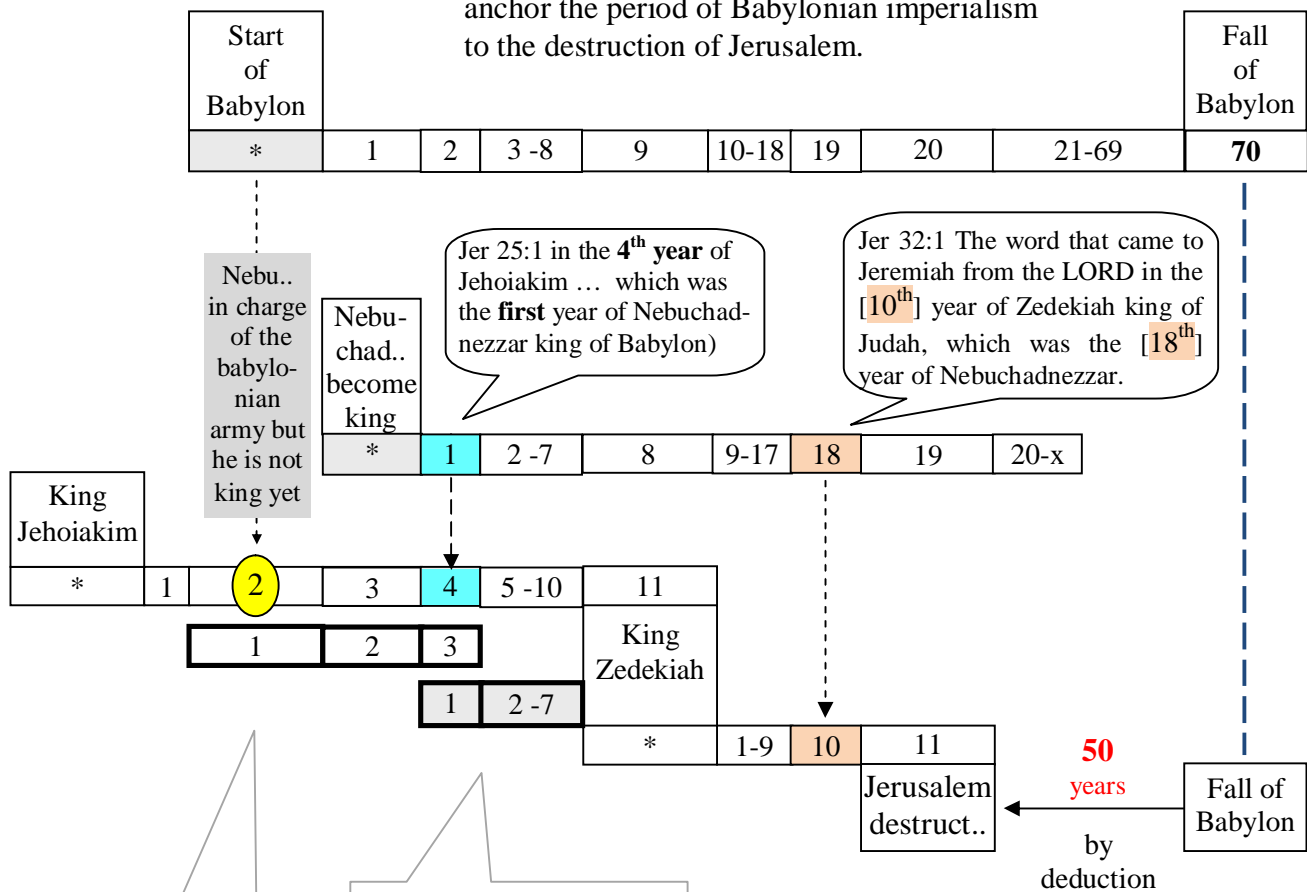 anchor the period of Babylonian imperialism
to the destruction of Jerusalem.
Start
of
Babylon
Fall
of
Babylon
* 1 2 3 -8 9 10-18 19 20 21-69 70
Nebu..
in charge
of the
babylo-
nian
army but
he is not
king yet
Nebu-
chad..
become
king
Jer 25:1 in the 4th year of
Jehoiakim … which was
the first year of Nebuchad-
nezzar king of Babylon)
Jer 32:1 The word that came to
Jeremiah from the LORD in the
[10th] year of Zedekiah king of
Judah, which was the [18th]
year of Nebuchadnezzar.
* 1 2 -7 8 9-17 18 19 20-x
King
Jehoiakim
* 1 2 3 4 5 -10 11
1 2 3
King
Zedekiah
1 2 -7
* 1-9 10 11
Jerusalem
destruct..
50
years
by
deduction
Fall of
Babylon